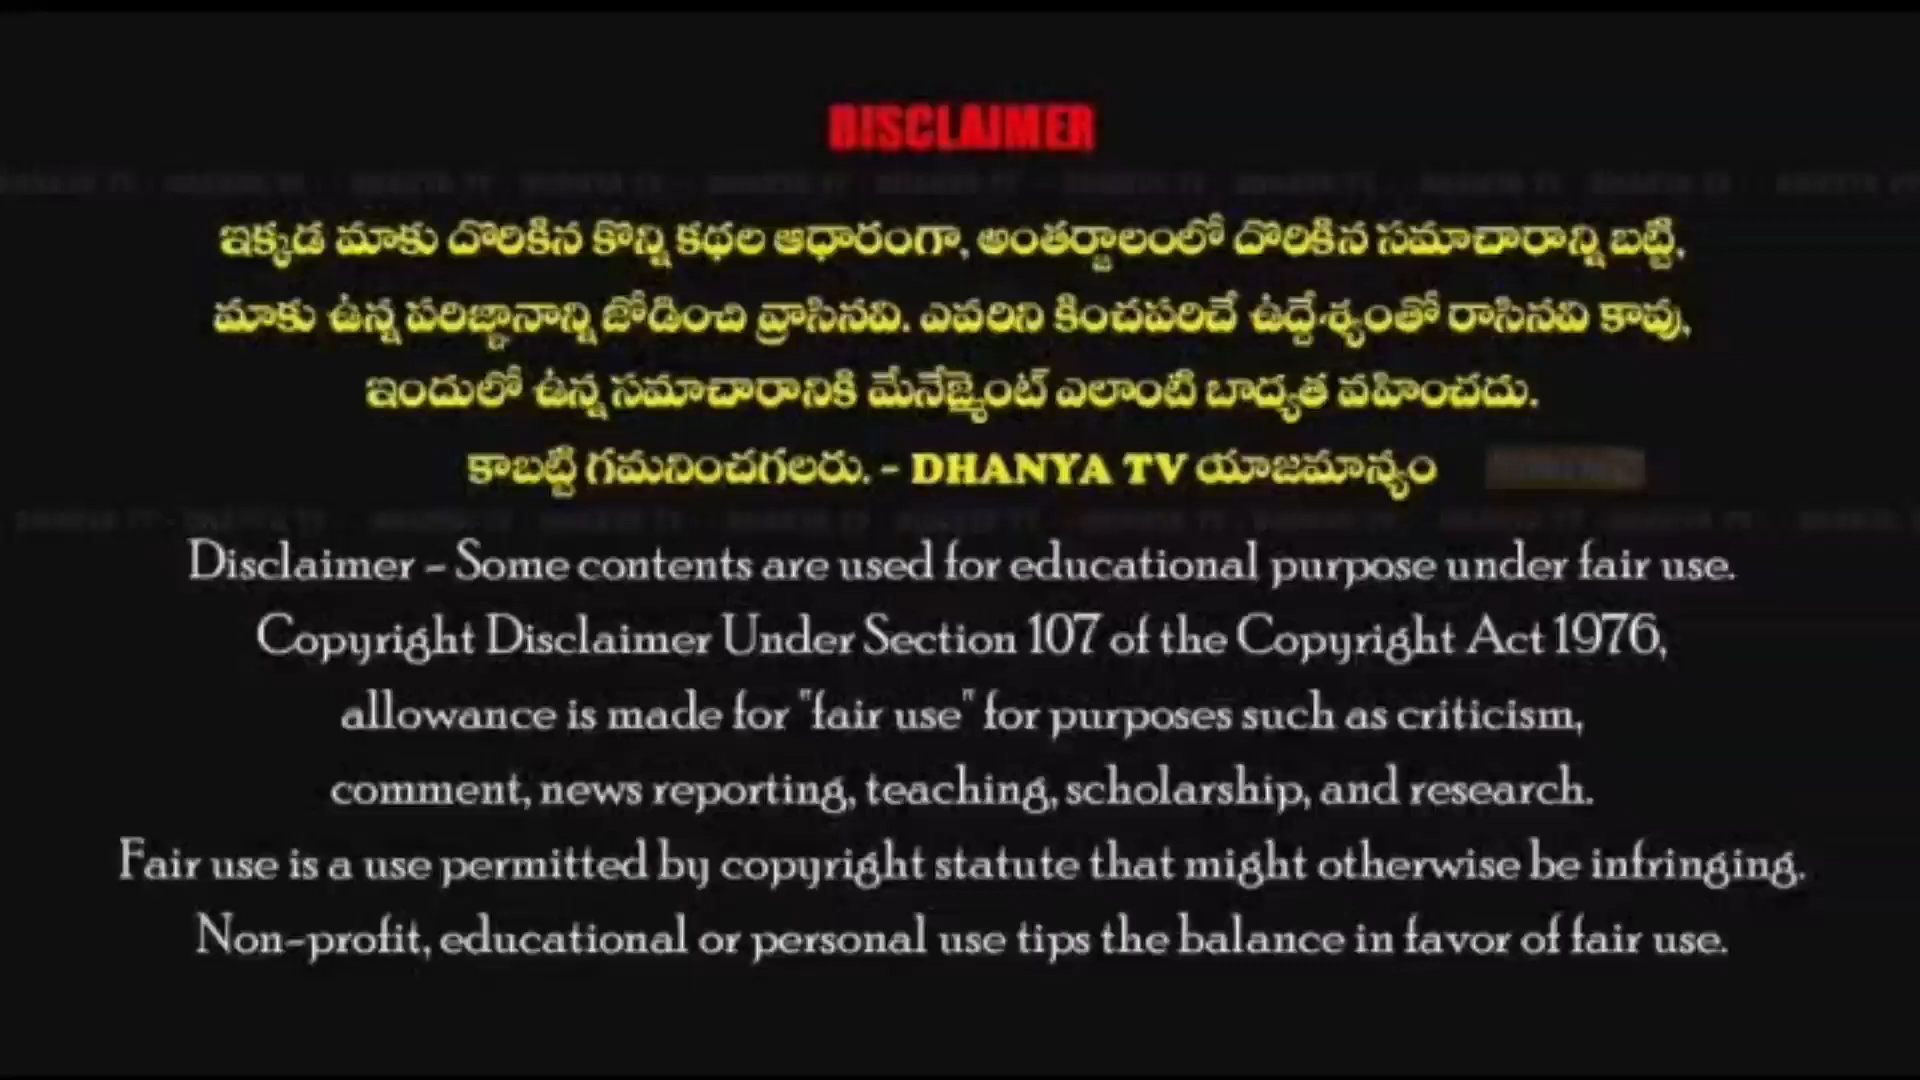 DISCLAIMER
ఇక్కడ మాకు దొరికిన కొన్ని కథల ఆధారంగా, అంతర్జాలంలో దొరికిన సమాచారాన్ని బట్టి,
మాకు ఉన్న పరిజ్ఞానాన్ని జోడించి వ్రాసినవి. ఎవరిని కించపరిచే ఉద్దేశ్యంతో రాసినవి కావు,
ఇందులో ఉన్న సమాచారానికి మేనేజ్మెంట్ ఎలాంటి బాద్యత వహించదు.
కాబట్టి గమనించగలరు. - DHANYA TV యాజమాన్యం
Disclaimer - Some contents are used for educational purpose under fair use.
Copyright Disclaimer Under Section 107 of the Copyright Act 1976,
allowance is made for "fair use" for purposes such as criticism,
comment, news reporting, teaching, scholarship, and research.
Fair use is a use permitted by copyright statute that might otherwise be infringing.
Non-profit, educational or personal use tips the balance in favor of fair use.